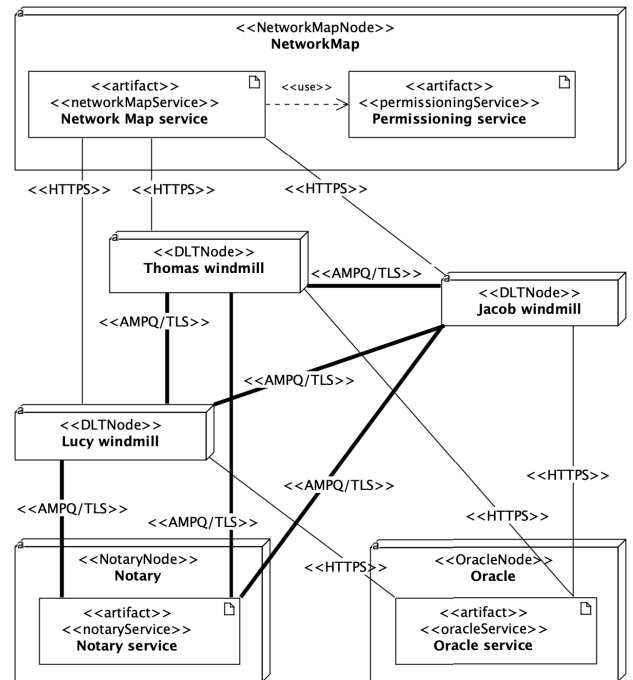 a
<<NetworkMapNode>>
NetworkMap
<<artifact>>
<<networkMapService>>
Network Map service
<<use>>
<<artifact>>
<<permissioningService>>
Permissioning service
<<HTTPS>>
<<HTTPS>>
<<HTTPS>>
a
<<DLTNode>>
Thomas windmill
<<AMPQ/TLS>>
a
<<DLTNode>>
Jacob windmill
<<AMPQ/TLS>>
<<AMPQ/TLS>>
a
<<DLTNode>>
Lucy windmill
<<HTTPS>>
<<AMPQ/TLS>>
<<AMPQ/TLS>>
<<AMPQ/TLS>>
<<HTTPS>>
<<HTTPS>>
a
<<NotaryNode>>
Notary
<<artifact>>
<<notaryService>>
Notary service
a
<<OracleNode>>
Oracle
<<artifact>>
<<oracleService>>
Oracle service